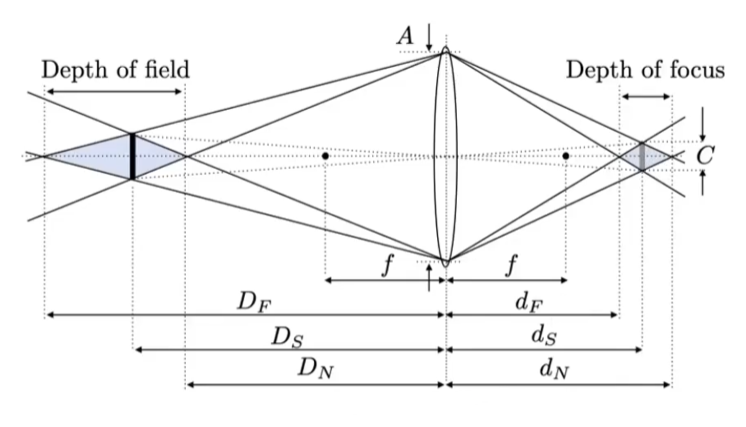 A
Depth of field
Depth of focus
C
f
f
D_F
d_F
D_S
d_S
D_N
d_N